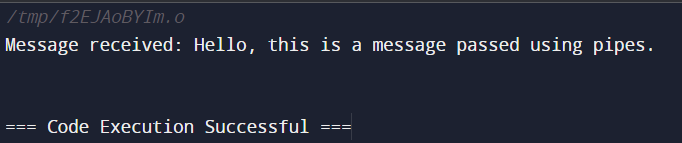 /tmp/f2EJAoBYIm.o
Message received: Hello, this is a message passed using pipes.
=== Code Execution Successful ===